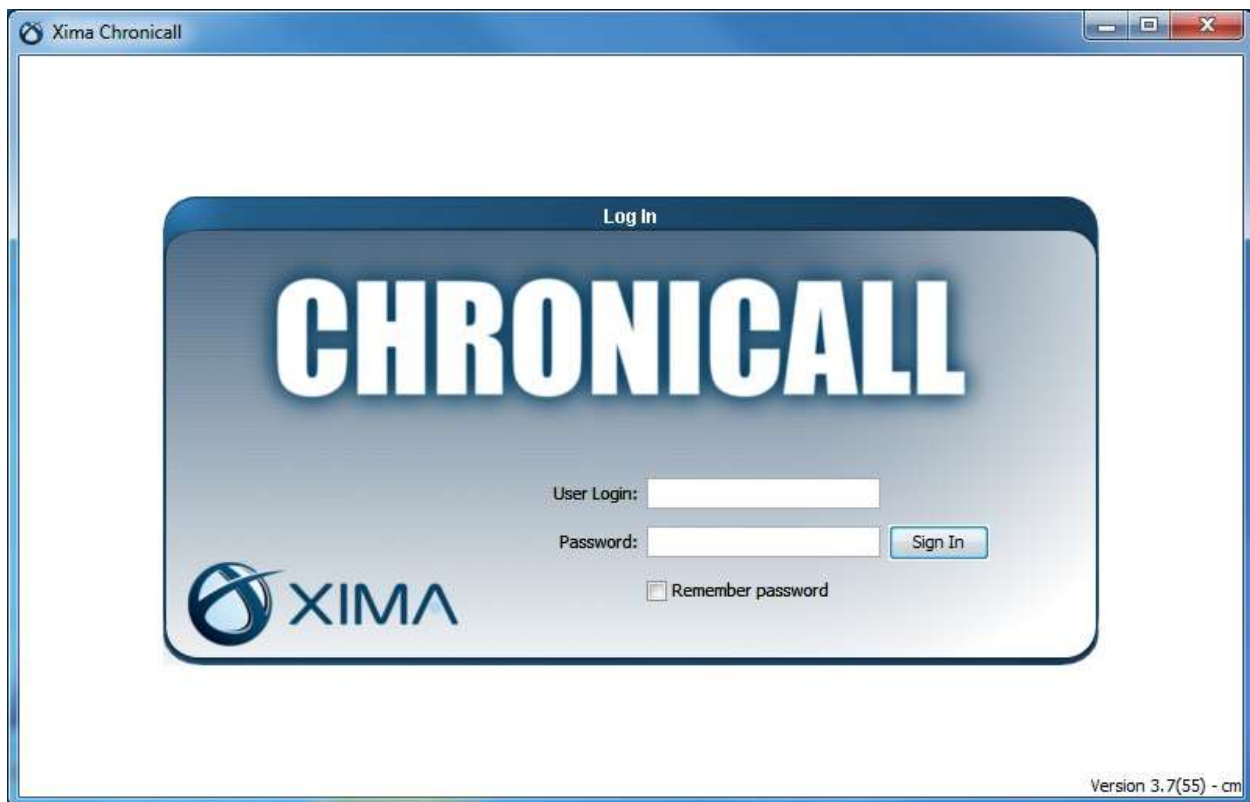 Xima Chronicall
Log In
CHRONICALL
User Login:
Password:
Sign In
Remember password
XIMA
Version 3.7(55) - cm